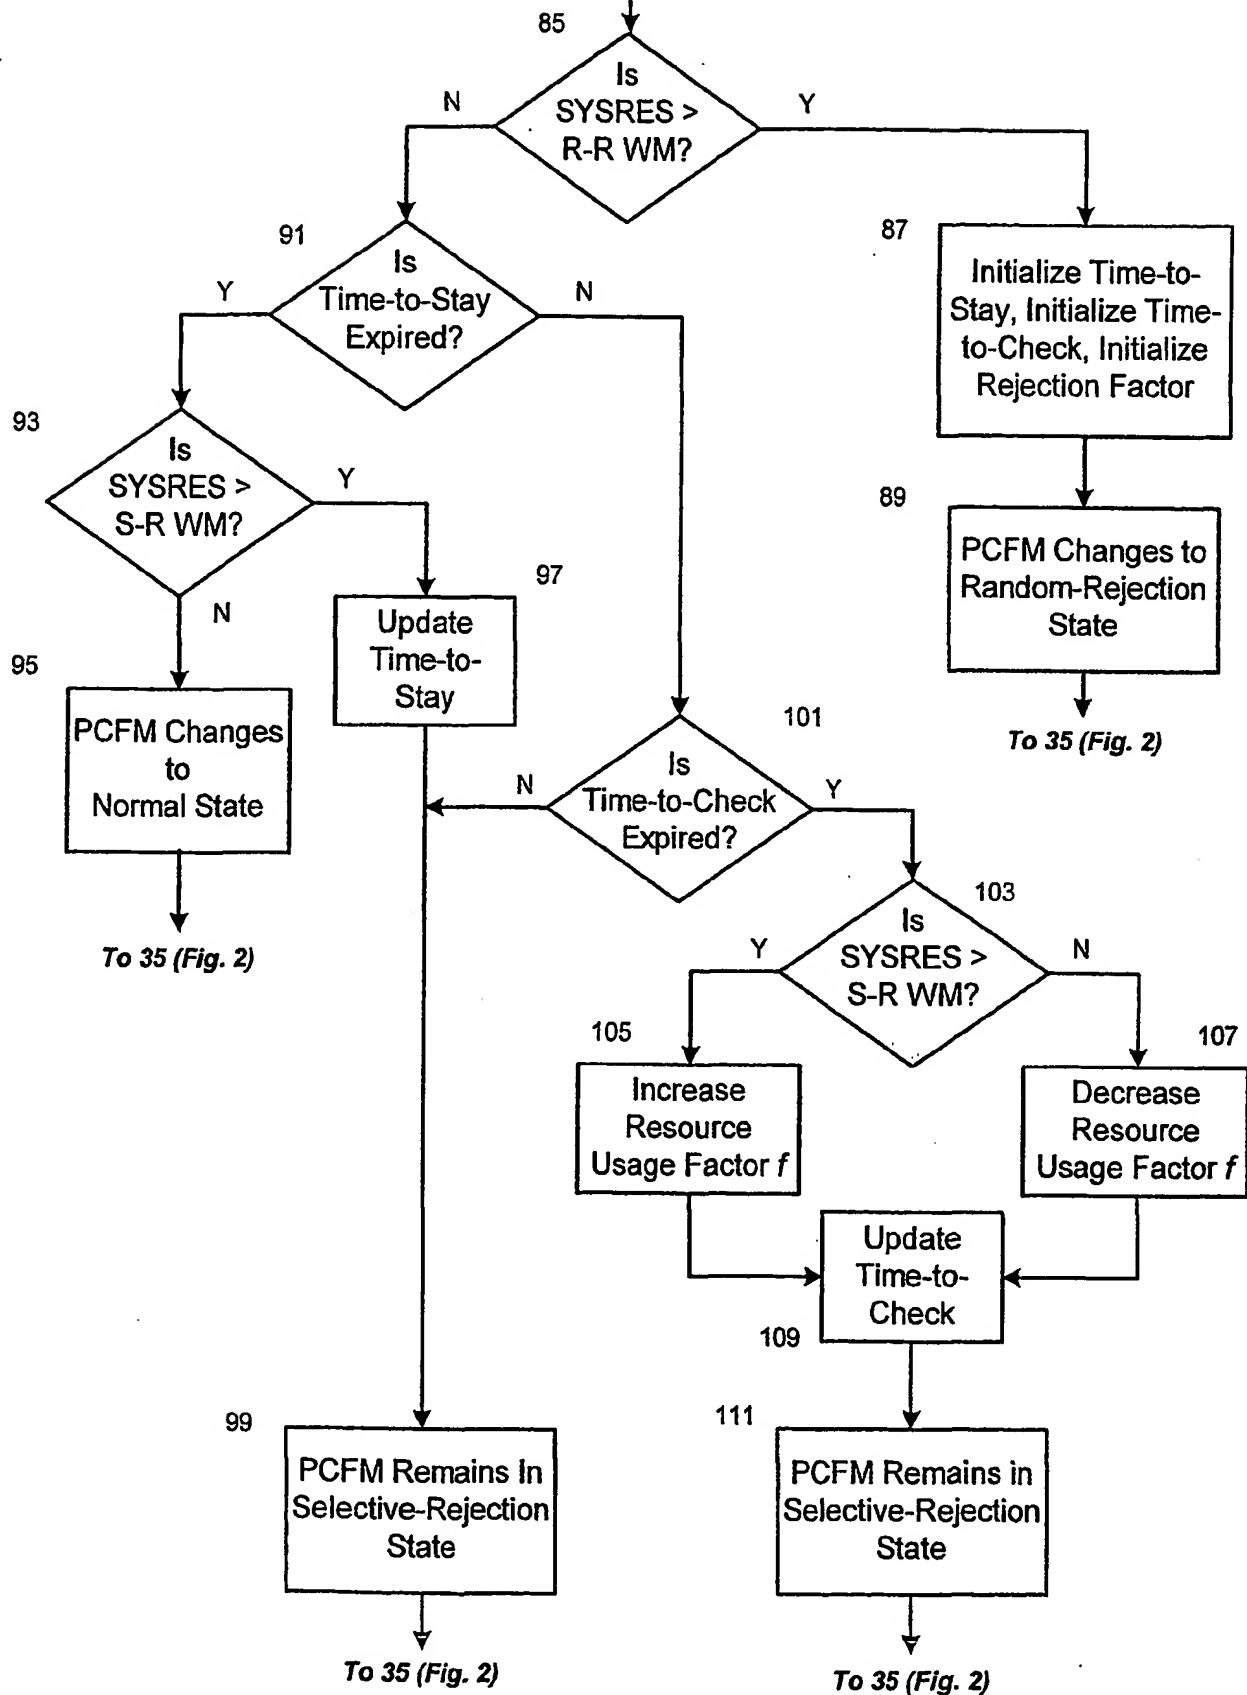 85
Is
SYSRES >
R-R WM?
N
Y
91
Is
Time-to-Stay
Expired?
Y
N
87
Initialize Time-to-
Stay, Initialize Time-
to-Check, Initialize
Rejection Factor
93
Is
SYSRES >
S-R WM?
Y
N
89
PCFM Changes to
Random-Rejection
State
To 35 (Fig. 2)
97
Update
Time-to-
Stay
95
PCFM Changes
to
Normal State
To 35 (Fig. 2)
101
Is
Time-to-Check
Expired?
N
Y
103
Is
SYSRES >
S-R WM?
Y
N
105
Increase
Resource
Usage Factor f
107
Decrease
Resource
Usage Factor f
Update
Time-to-
Check
109
99
PCFM Remains In
Selective-Rejection
State
To 35 (Fig. 2)
111
PCFM Remains in
Selective-Rejection
State
To 35 (Fig. 2)